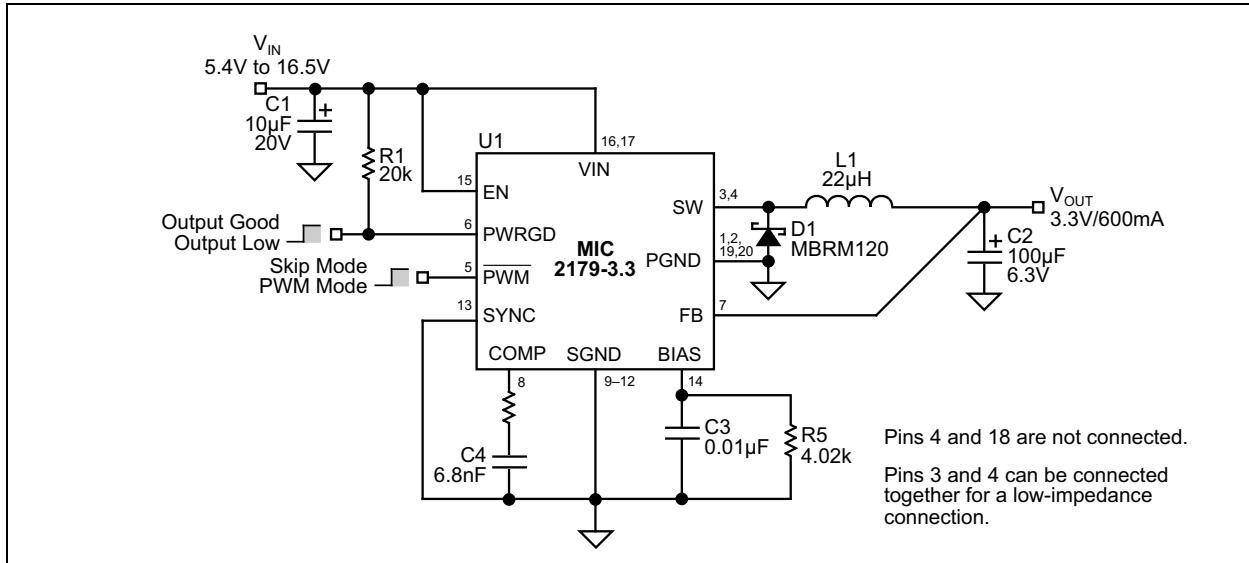 V_IN
5.4V to 16.5V
C1
10µF
20V
+
R1
20k
U1
16,17
VIN
15
EN
Output Good
Output Low
6
PWRGD
Skip Mode
PWM Mode
5
PWM
13
SYNC
MIC
2179-3.3
SW
3,4
L1
22µH
V_OUT
3.3V/600mA
PGND
1,2,
19,20
D1
MBRM120
+
C2
100µF
6.3V
FB
7
COMP
8
SGND
9–12
BIAS
14
C4
6.8nF
C3
0.01µF
R5
4.02k
Pins 4 and 18 are not connected.
Pins 3 and 4 can be connected
together for a low-impedance
connection.